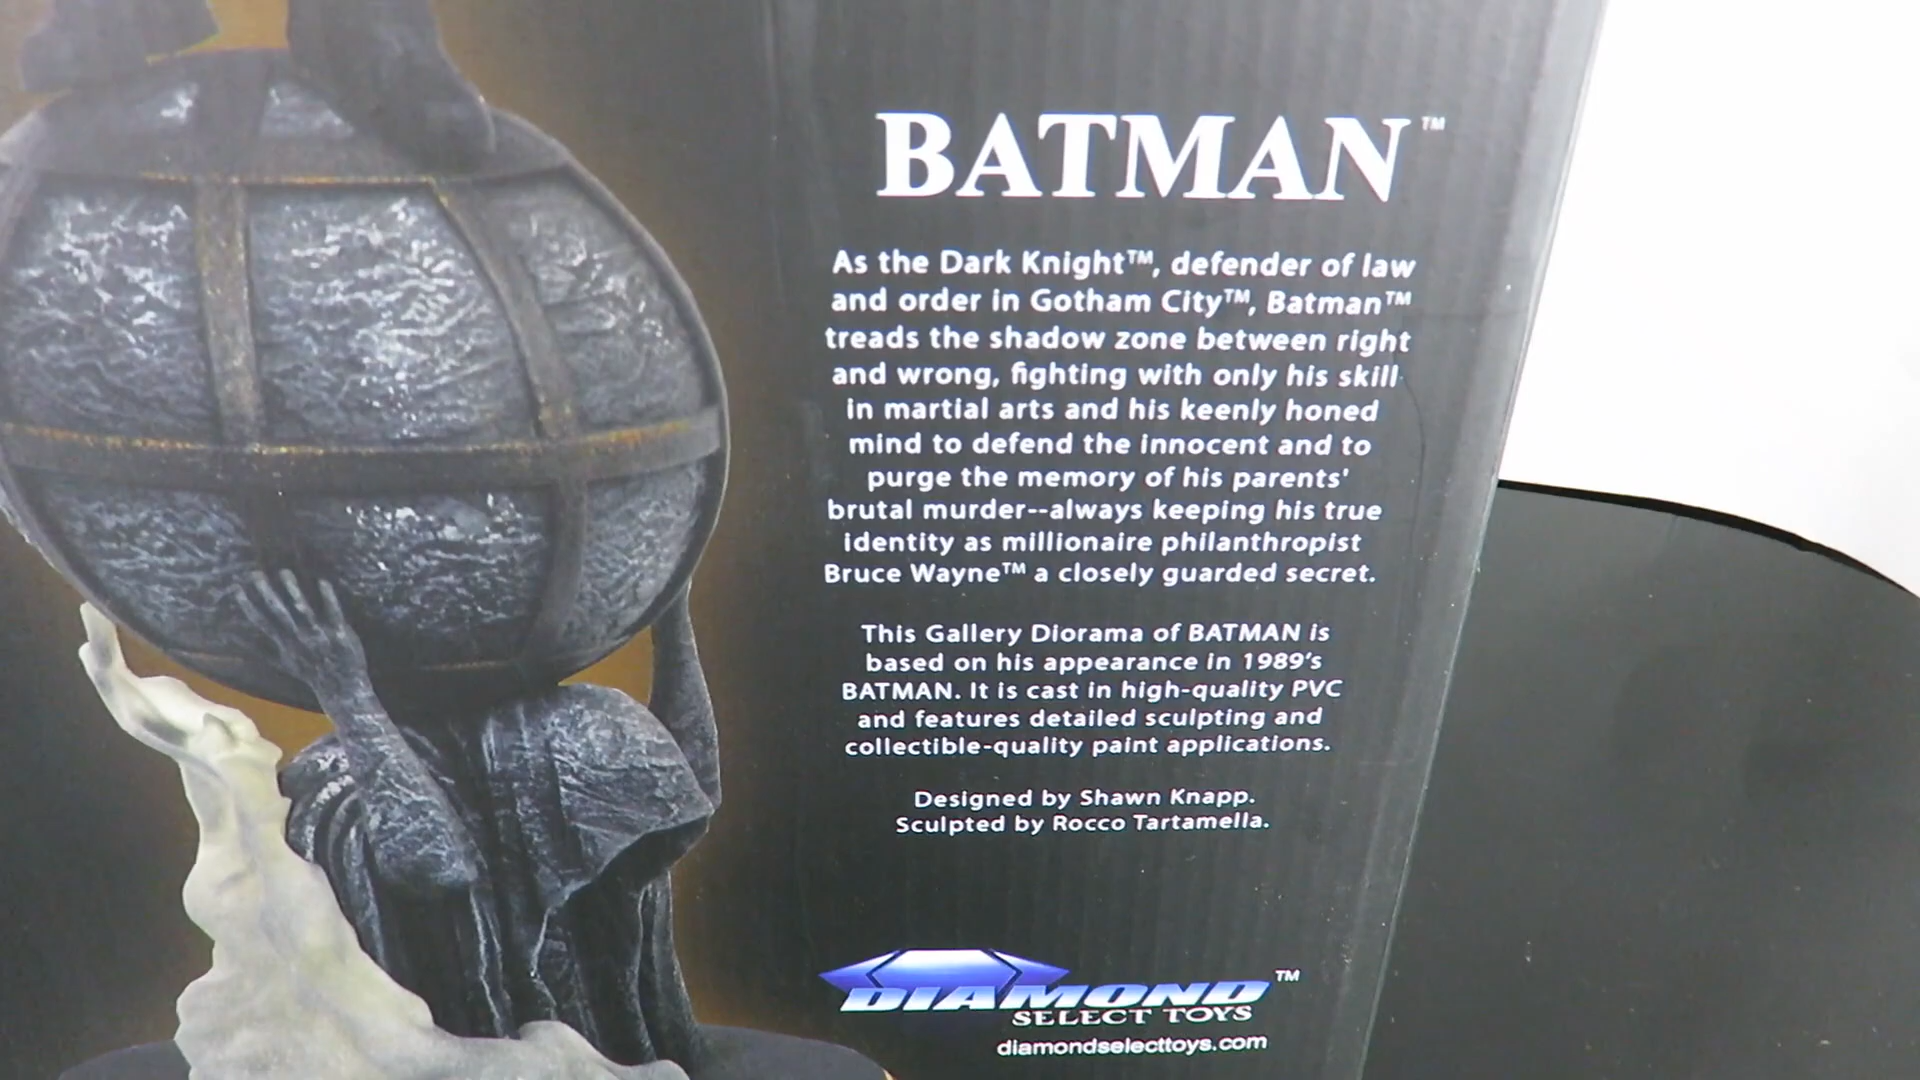 BATMAN™
As the Dark Knight™, defender of law
and order in Gotham City™, Batman™
treads the shadow zone between right
and wrong, fighting with only his skill
in martial arts and his keenly honed
mind to defend the innocent and to
purge the memory of his parents'
brutal murder--always keeping his true
identity as millionaire philanthropist
Bruce Wayne™ a closely guarded secret.
This Gallery Diorama of BATMAN is
based on his appearance in 1989's
BATMAN. It is cast in high-quality PVC
and features detailed sculpting and
collectible-quality paint applications.
Designed by Shawn Knapp.
Sculpted by Rocco Tartamella.
DIAMOND™
SELECT TOYS
diamondselecttoys.com